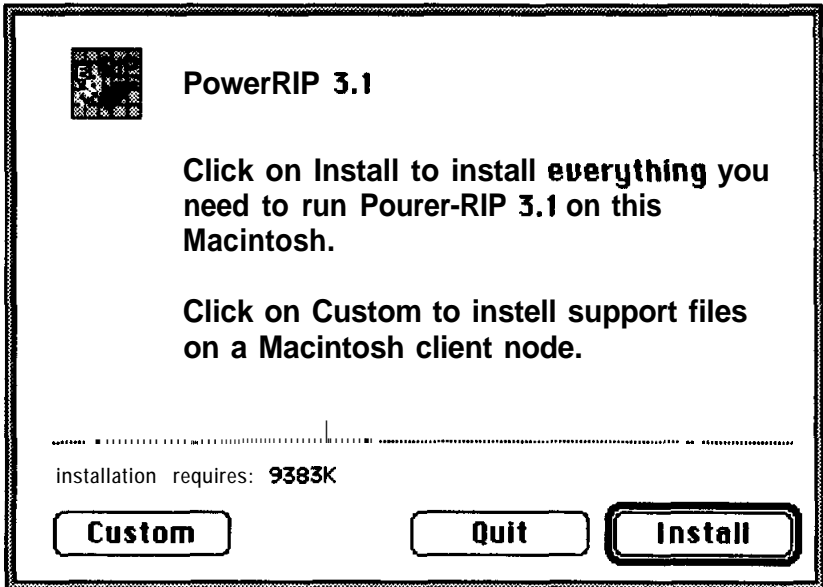 PowerRIP 3.1
Click on Install to install everything you
need to run Pourer-RIP 3.1 on this
Macintosh.
Click on Custom to instell support files
on a Macintosh client node.
installation requires: 9383K
Custom
Quit
Install